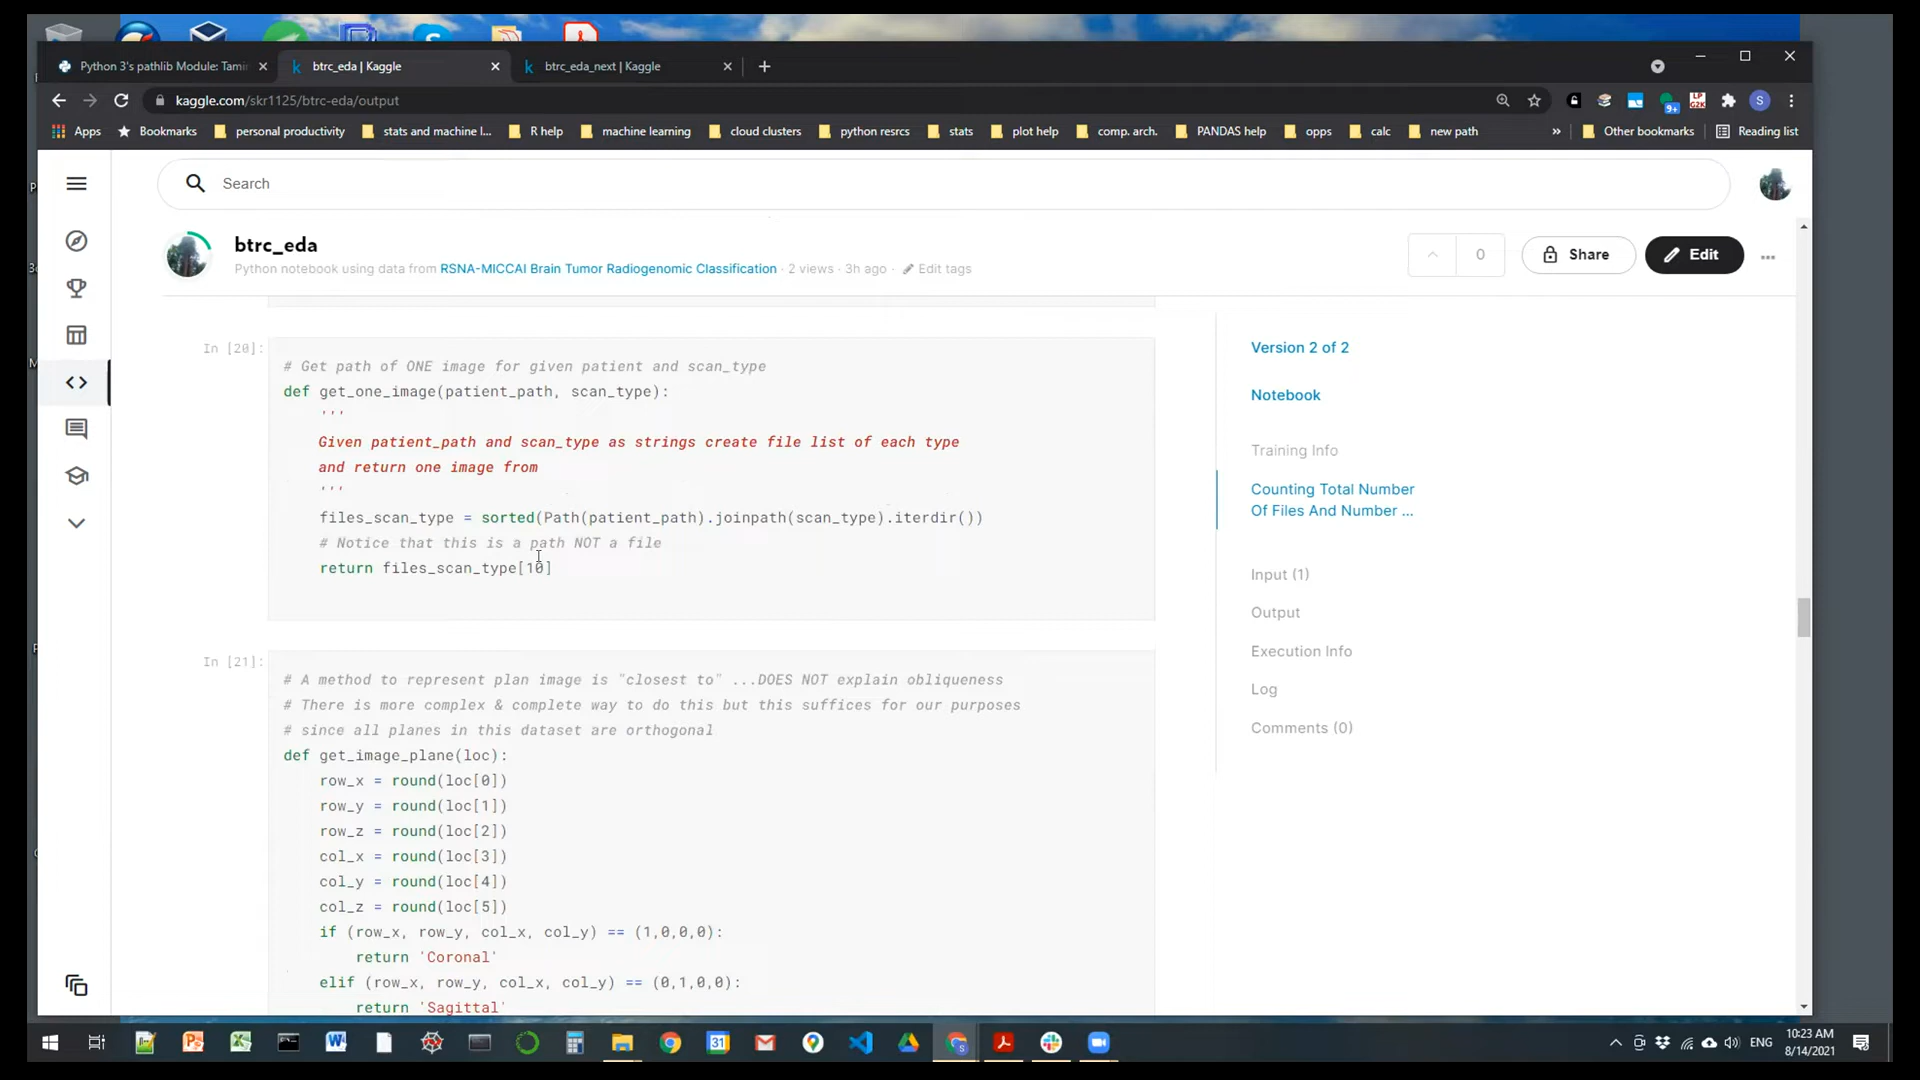 Python 3's pathlib Module: Tami
btrc_eda | Kaggle
btrc_eda_next | Kaggle
kaggle.com/skr1125/btrc-eda/output
Apps
Bookmarks
personal productivity
stats and machine l...
R help
machine learning
cloud clusters
python resrcs
stats
plot help
comp. arch.
PANDAS help
opps
calc
new path
»
Other bookmarks
Reading list
Search
btrc_eda
Python notebook using data from RSNA-MICCAI Brain Tumor Radiogenomic Classification · 2 views · 3h ago · Edit tags
0
Share
Edit
...
In [20]:
# Get path of ONE image for given patient and scan_type
def get_one_image(patient_path, scan_type):
'''
Given patient_path and scan_type as strings create file list of each type
and return one image from
'''
files_scan_type = sorted(Path(patient_path).joinpath(scan_type).iterdir())
# Notice that this is a path NOT a file
return files_scan_type[10]
In [21]:
# A method to represent plan image is "closest to" ...DOES NOT explain obliqueness
# There is more complex & complete way to do this but this suffices for our purposes
# since all planes in this dataset are orthogonal
def get_image_plane(loc):
row_x = round(loc[0])
row_y = round(loc[1])
row_z = round(loc[2])
col_x = round(loc[3])
col_y = round(loc[4])
col_z = round(loc[5])
if (row_x, row_y, col_x, col_y) == (1,0,0,0):
return 'Coronal'
elif (row_x, row_y, col_x, col_y) == (0,1,0,0):
return 'Sagittal'
Version 2 of 2
Notebook
Training Info
Counting Total Number
Of Files And Number ...
Input (1)
Output
Execution Info
Log
Comments (0)
ENG
10:23 AM
8/14/2021